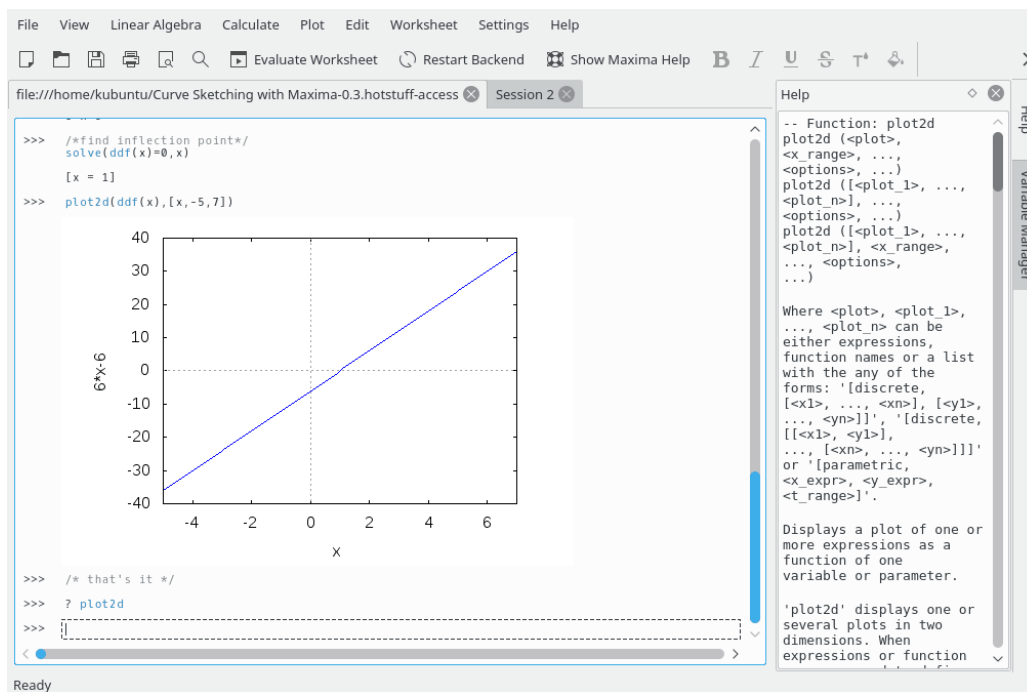 File View Linear Algebra Calculate Plot Edit Worksheet Settings Help
Evaluate Worksheet Restart Backend Show Maxima Help B I U S T
file:///home/kubuntu/Curve Sketching with Maxima-0.3.hotstuff-access Session 2
>>> /*find inflection point*/
solve(ddf(x)=0,x)
[x = 1]
>>> plot2d(ddf(x),[x,-5,7])
40
30
20
10
0
-10
-20
-30
-40
6*x-6
-4 -2 0 2 4 6
x
>>> /* that's it */
>>> ? plot2d
>>>
Help
-- Function: plot2d
plot2d (<plot>,
<x_range>, ...,
<options>, ...)
plot2d ([<plot_1>, ...,
<plot_n>], ...,
<options>, ...)
plot2d ([<plot_1>, ...,
<plot_n>], <x_range>,
..., <options>,
...)
Where <plot>, <plot_1>,
..., <plot_n> can be
either expressions,
function names or a list
with the any of the
forms: '[discrete,
[<x1>, ..., <xn>], [<y1>,
..., <yn>]]', '[discrete,
[[<x1>, <y1>],
..., [<xn>, ..., <yn>]]]'
or '[parametric,
<x_expr>, <y_expr>,
<t_range>]'.
Displays a plot of one or
more expressions as a
function of one
variable or parameter.
'plot2d' displays one or
several plots in two
dimensions. When
expressions or function
Help
Variable Manager
Ready